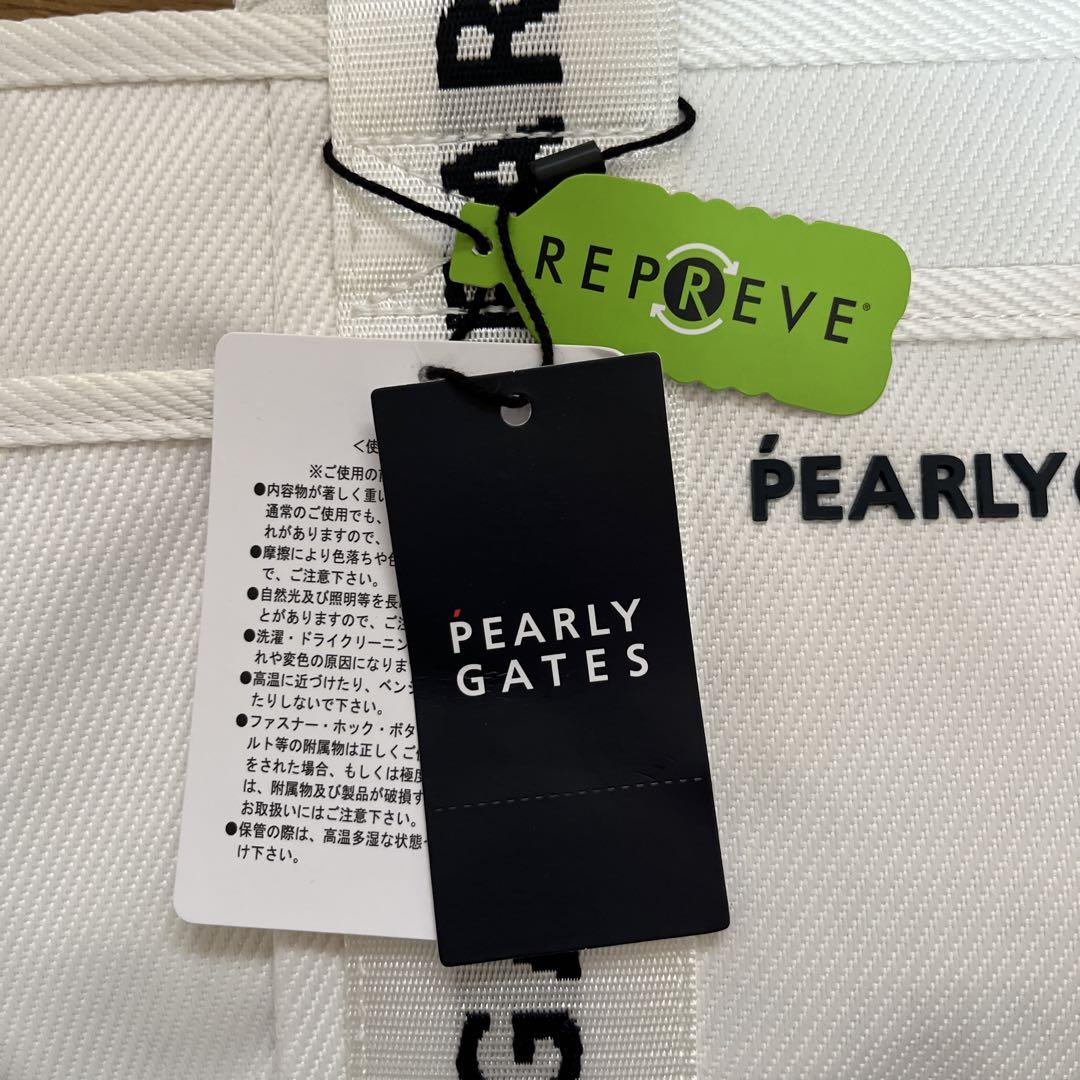 REPREVE®
PEARLY
PEARLY
GATES
※ご使用の
●内容物が著しく重い
通常のご使用でも、
れがありますので、
●摩擦により色落ちや
で、ご注意下さい。
●自然光及び照明等を長
とがありますので、ご
●洗濯・ドライクリーニン
れや変色の原因になりま
●高温に近づけたり、ベンジ
たりしないで下さい。
●ファスナー・ホック・ボタ
ルト等の附属物は正しくご
をされた場合、もしくは極度
は、附属物及び製品が破損す
お取扱いにはご注意下さい。
●保管の際は、高温多湿な状態
け下さい。